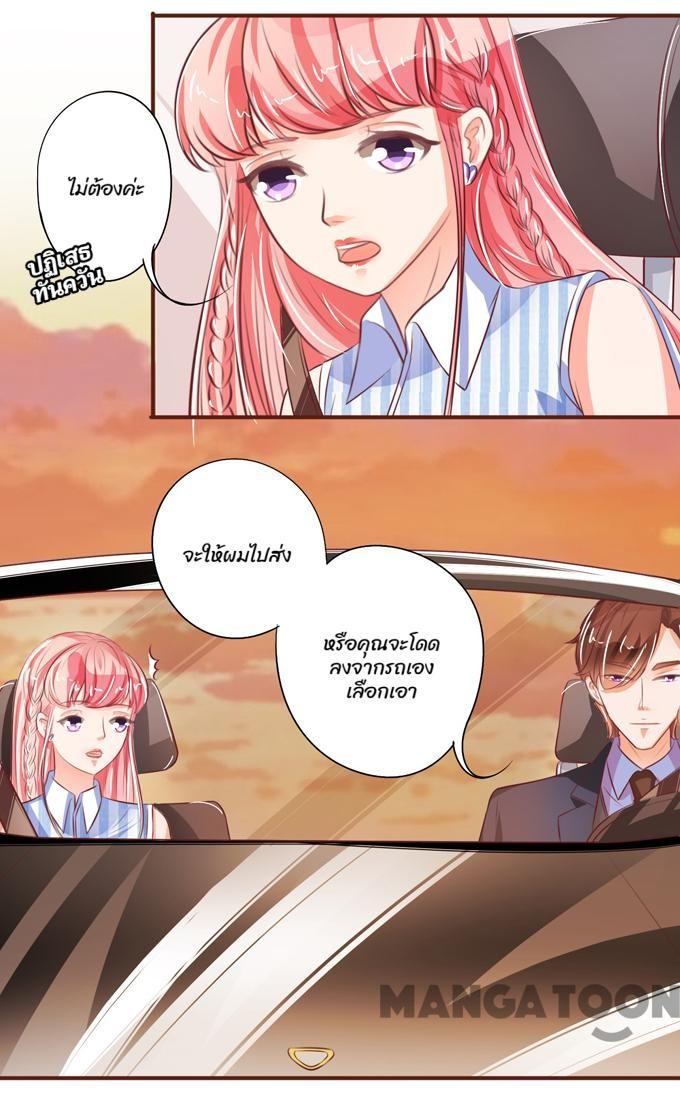 ไม่ต้องค่ะ
ปฏิเสธ
ทันควัน
จะให้ผมไปส่ง
หรือคุณจะโดด
ลงจากรถเอง
เลือกเอา
MANGATOON